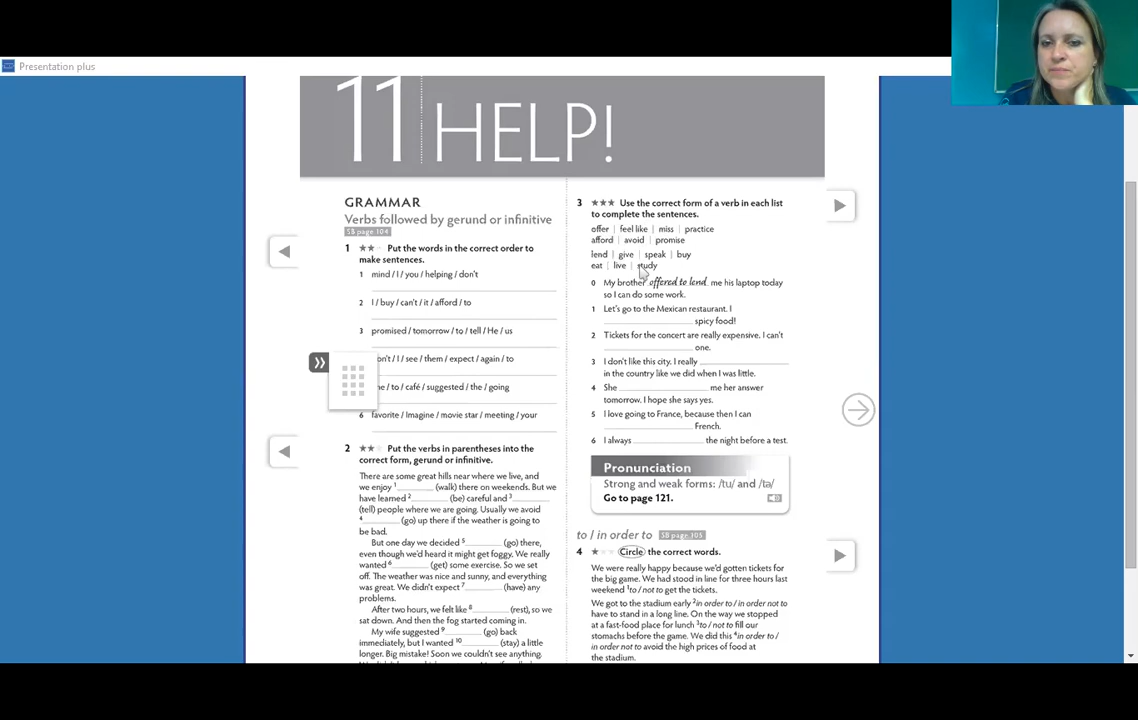 Presentation plus
11 HELP!
GRAMMAR
Verbs followed by gerund or infinitive
SB page 104
1 ★★ Put the words in the correct order to
make sentences.
1 mind / I / you / helping / don't
2 I / buy / can't / it / afford / to
3 promised / tomorrow / to / tell / He / us
on't / I / see / them / expect / again / to
e / to / café / suggested / the / going
6 favorite / Imagine / movie star / meeting / your
2 ★★ Put the verbs in parentheses into the
correct form, gerund or infinitive.
There are some great hills near where we live, and
we enjoy 1 ______ (walk) there on weekends. But we
have learned 2 ______ (be) careful and 3 ______
(tell) people where we are going. Usually we avoid
4 ______ (go) up there if the weather is going to
be bad.
But one day we decided 5 ______ (go) there,
even though we'd heard it might get foggy. We really
wanted 6 ______ (get) some exercise. So we set
off. The weather was nice and sunny, and everything
was great. We didn't expect 7 ______ (have) any
problems.
After two hours, we felt like 8 ______ (rest), so we
sat down. And then the fog started coming in.
My wife suggested 9 ______ (go) back
immediately, but I wanted 10 ______ (stay) a little
longer. Big mistake! Soon we couldn't see anything.
3 ★★★ Use the correct form of a verb in each list
to complete the sentences.
offer | feel like | miss | practice
afford | avoid | promise
lend | give | speak | buy
eat | live | study
0 My brother offered to lend me his laptop today
so I can do some work.
1 Let's go to the Mexican restaurant. I
______ spicy food!
2 Tickets for the concert are really expensive. I can't
______ one.
3 I don't like this city. I really ______
in the country like we did when I was little.
4 She ______ me her answer
tomorrow. I hope she says yes.
5 I love going to France, because then I can
______ French.
6 I always ______ the night before a test.
Pronunciation
Strong and weak forms: /tu/ and /tə/
Go to page 121.
to / in order to SB page 105
4 ★ Circle the correct words.
We were really happy because we'd gotten tickets for
the big game. We had stood in line for three hours last
weekend 1to / not to get the tickets.
We got to the stadium early 2in order to / in order not to
have to stand in a long line. On the way we stopped
at a fast-food place for lunch 3to / not to fill our
stomachs before the game. We did this 4in order to /
in order not to avoid the high prices of food at
the stadium.